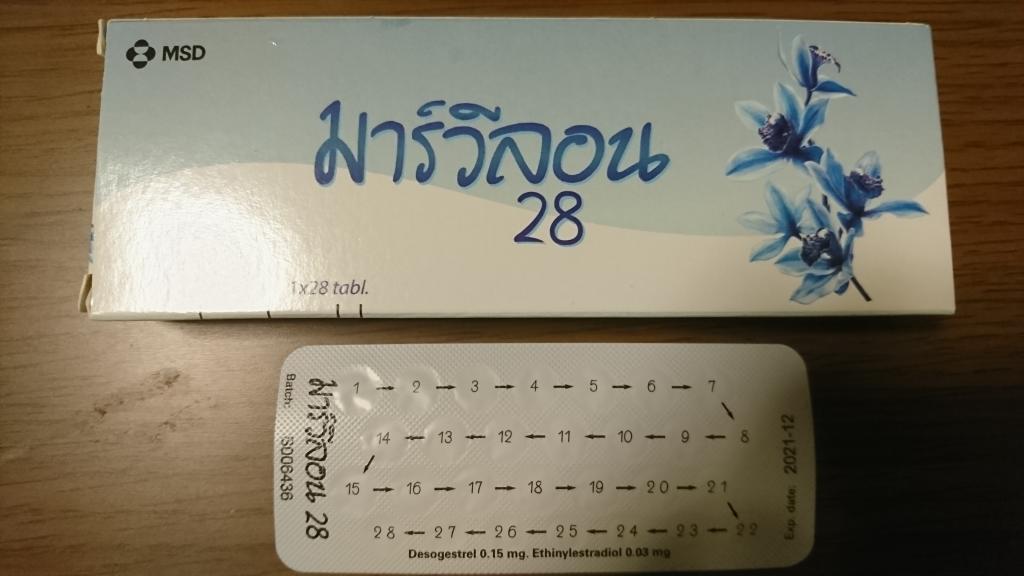 MSD
มาร์วีลอน
28
1x28 tabl.
1 → 2 → 3 → 4 → 5 → 6 → 7
14 ← 13 ← 12 ← 11 ← 10 ← 9 ← 8
15 → 16 → 17 → 18 → 19 → 20 → 21
28 ← 27 ← 26 ← 25 ← 24 ← 23 ← 22
Desogestrel 0.15 mg. Ethinylestradiol 0.03 mg
มาร์วีลอน 28
Batch: S006436
Exp. date: 2021-12